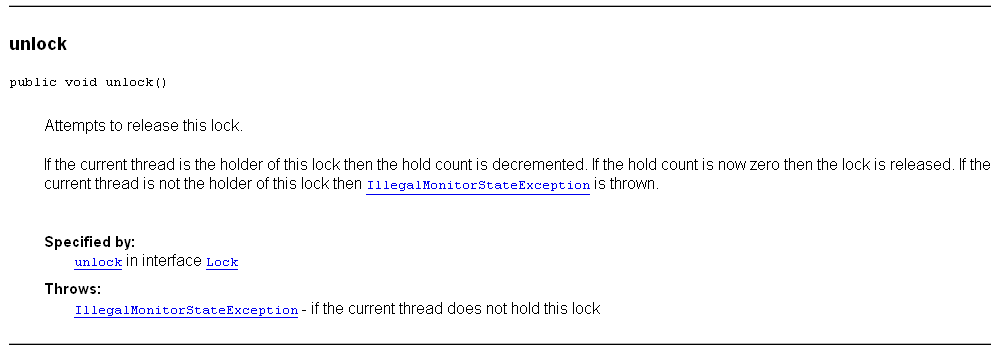 unlock
public void unlock()
Attempts to release this lock.
If the current thread is the holder of this lock then the hold count is decremented. If the hold count is now zero then the lock is released. If the
current thread is not the holder of this lock then IllegalMonitorStateException is thrown.
Specified by:
unlock in interface Lock
Throws:
IllegalMonitorStateException - if the current thread does not hold this lock